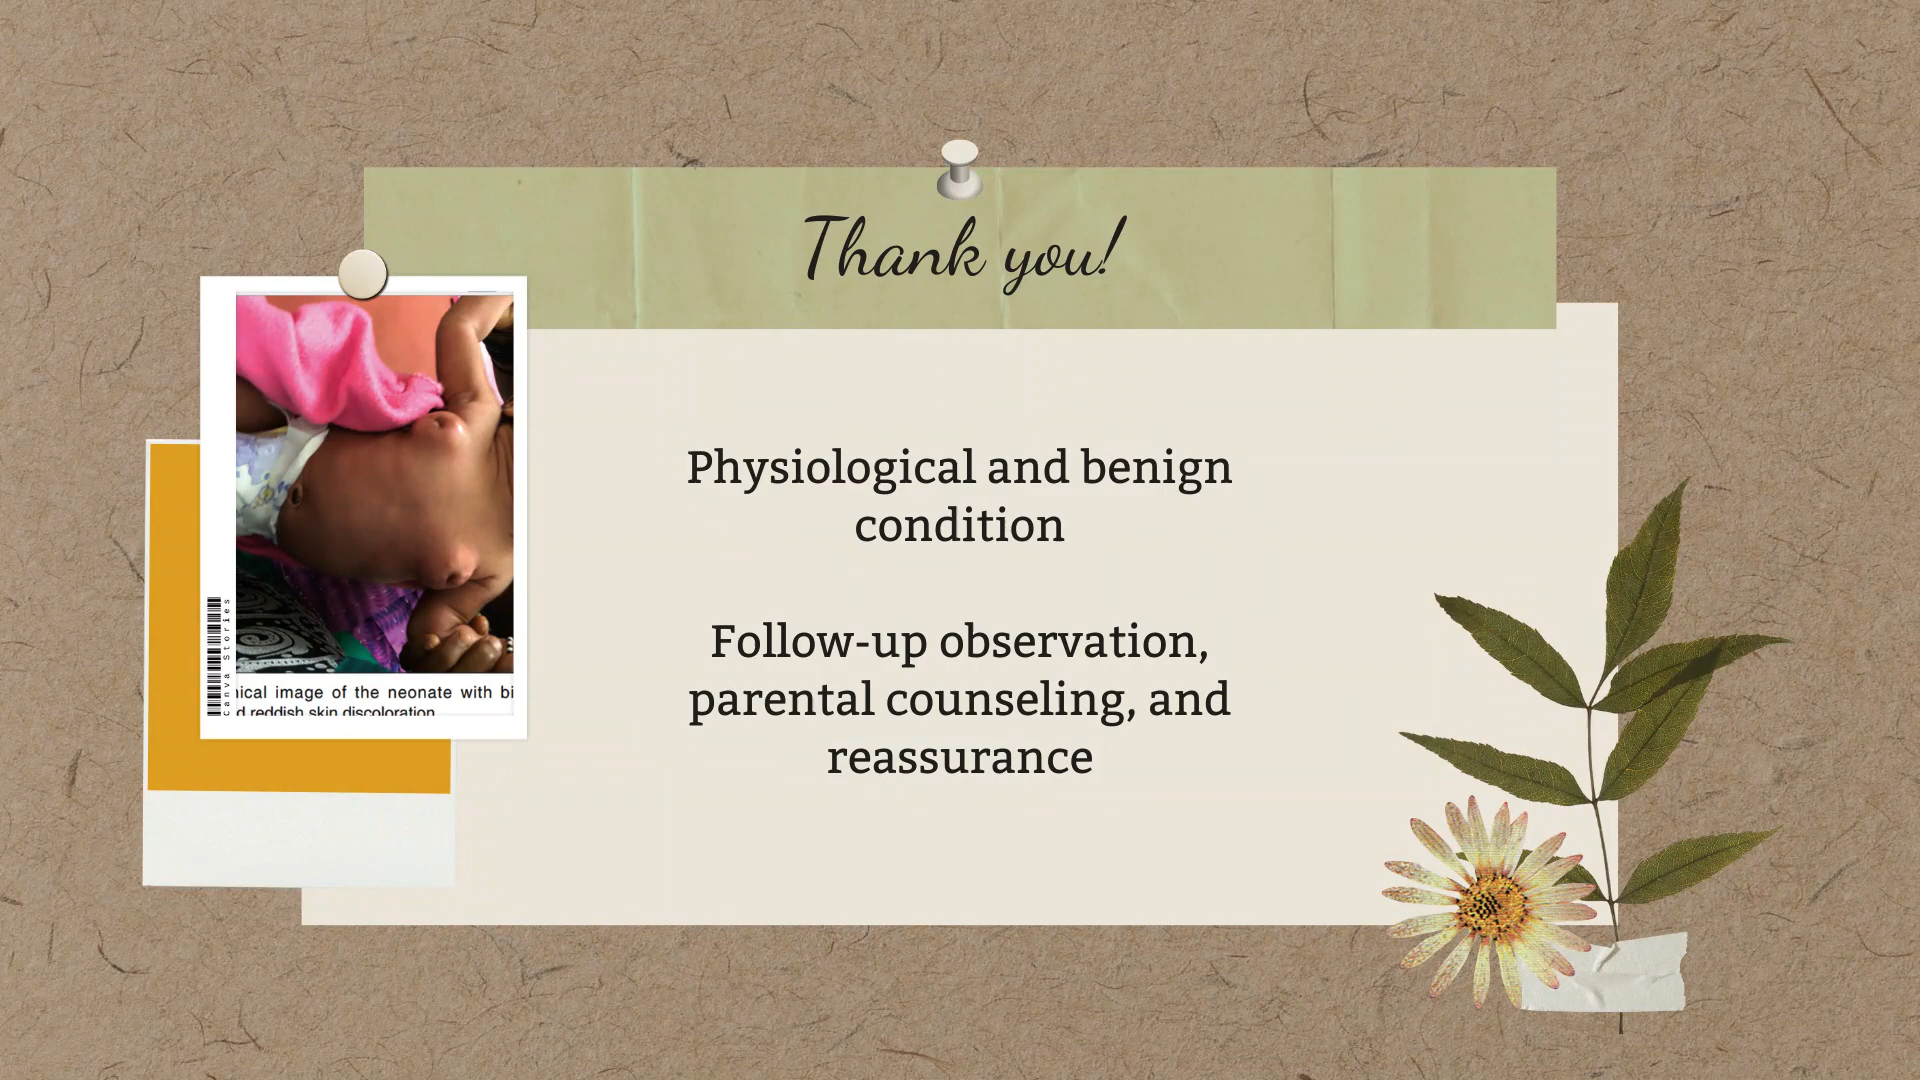 Thank you!
Physiological and benign
condition
Follow-up observation,
parental counseling, and
reassurance
Canva Stories
ical image of the neonate with bi
d reddish skin discoloration